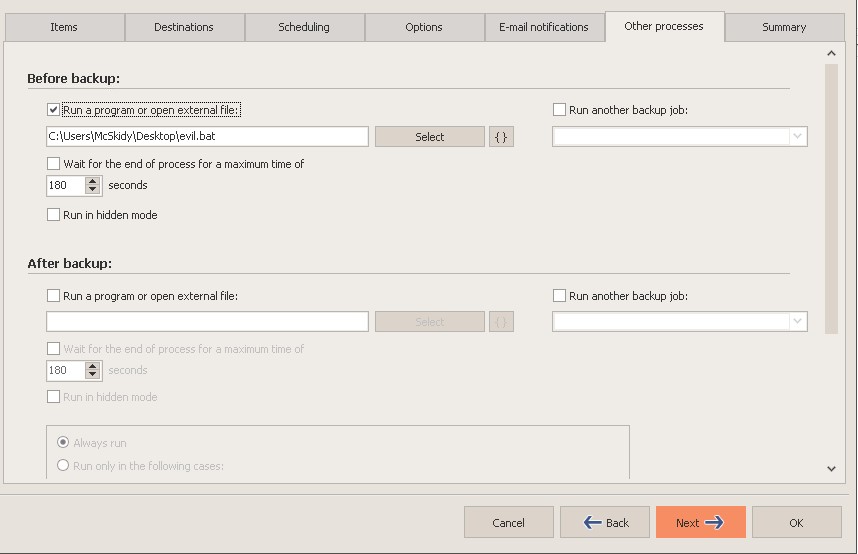 Items Destinations Scheduling Options E-mail notifications Other processes Summary
Before backup:
Run a program or open external file: Run another backup job:
C:\Users\McSkidy\Desktop\evil.bat Select {}
Wait for the end of process for a maximum time of
180 seconds
Run in hidden mode
After backup:
Run a program or open external file: Run another backup job:
Select {}
Wait for the end of process for a maximum time of
180 seconds
Run in hidden mode
Always run
Run only in the following cases:
Cancel Back Next OK